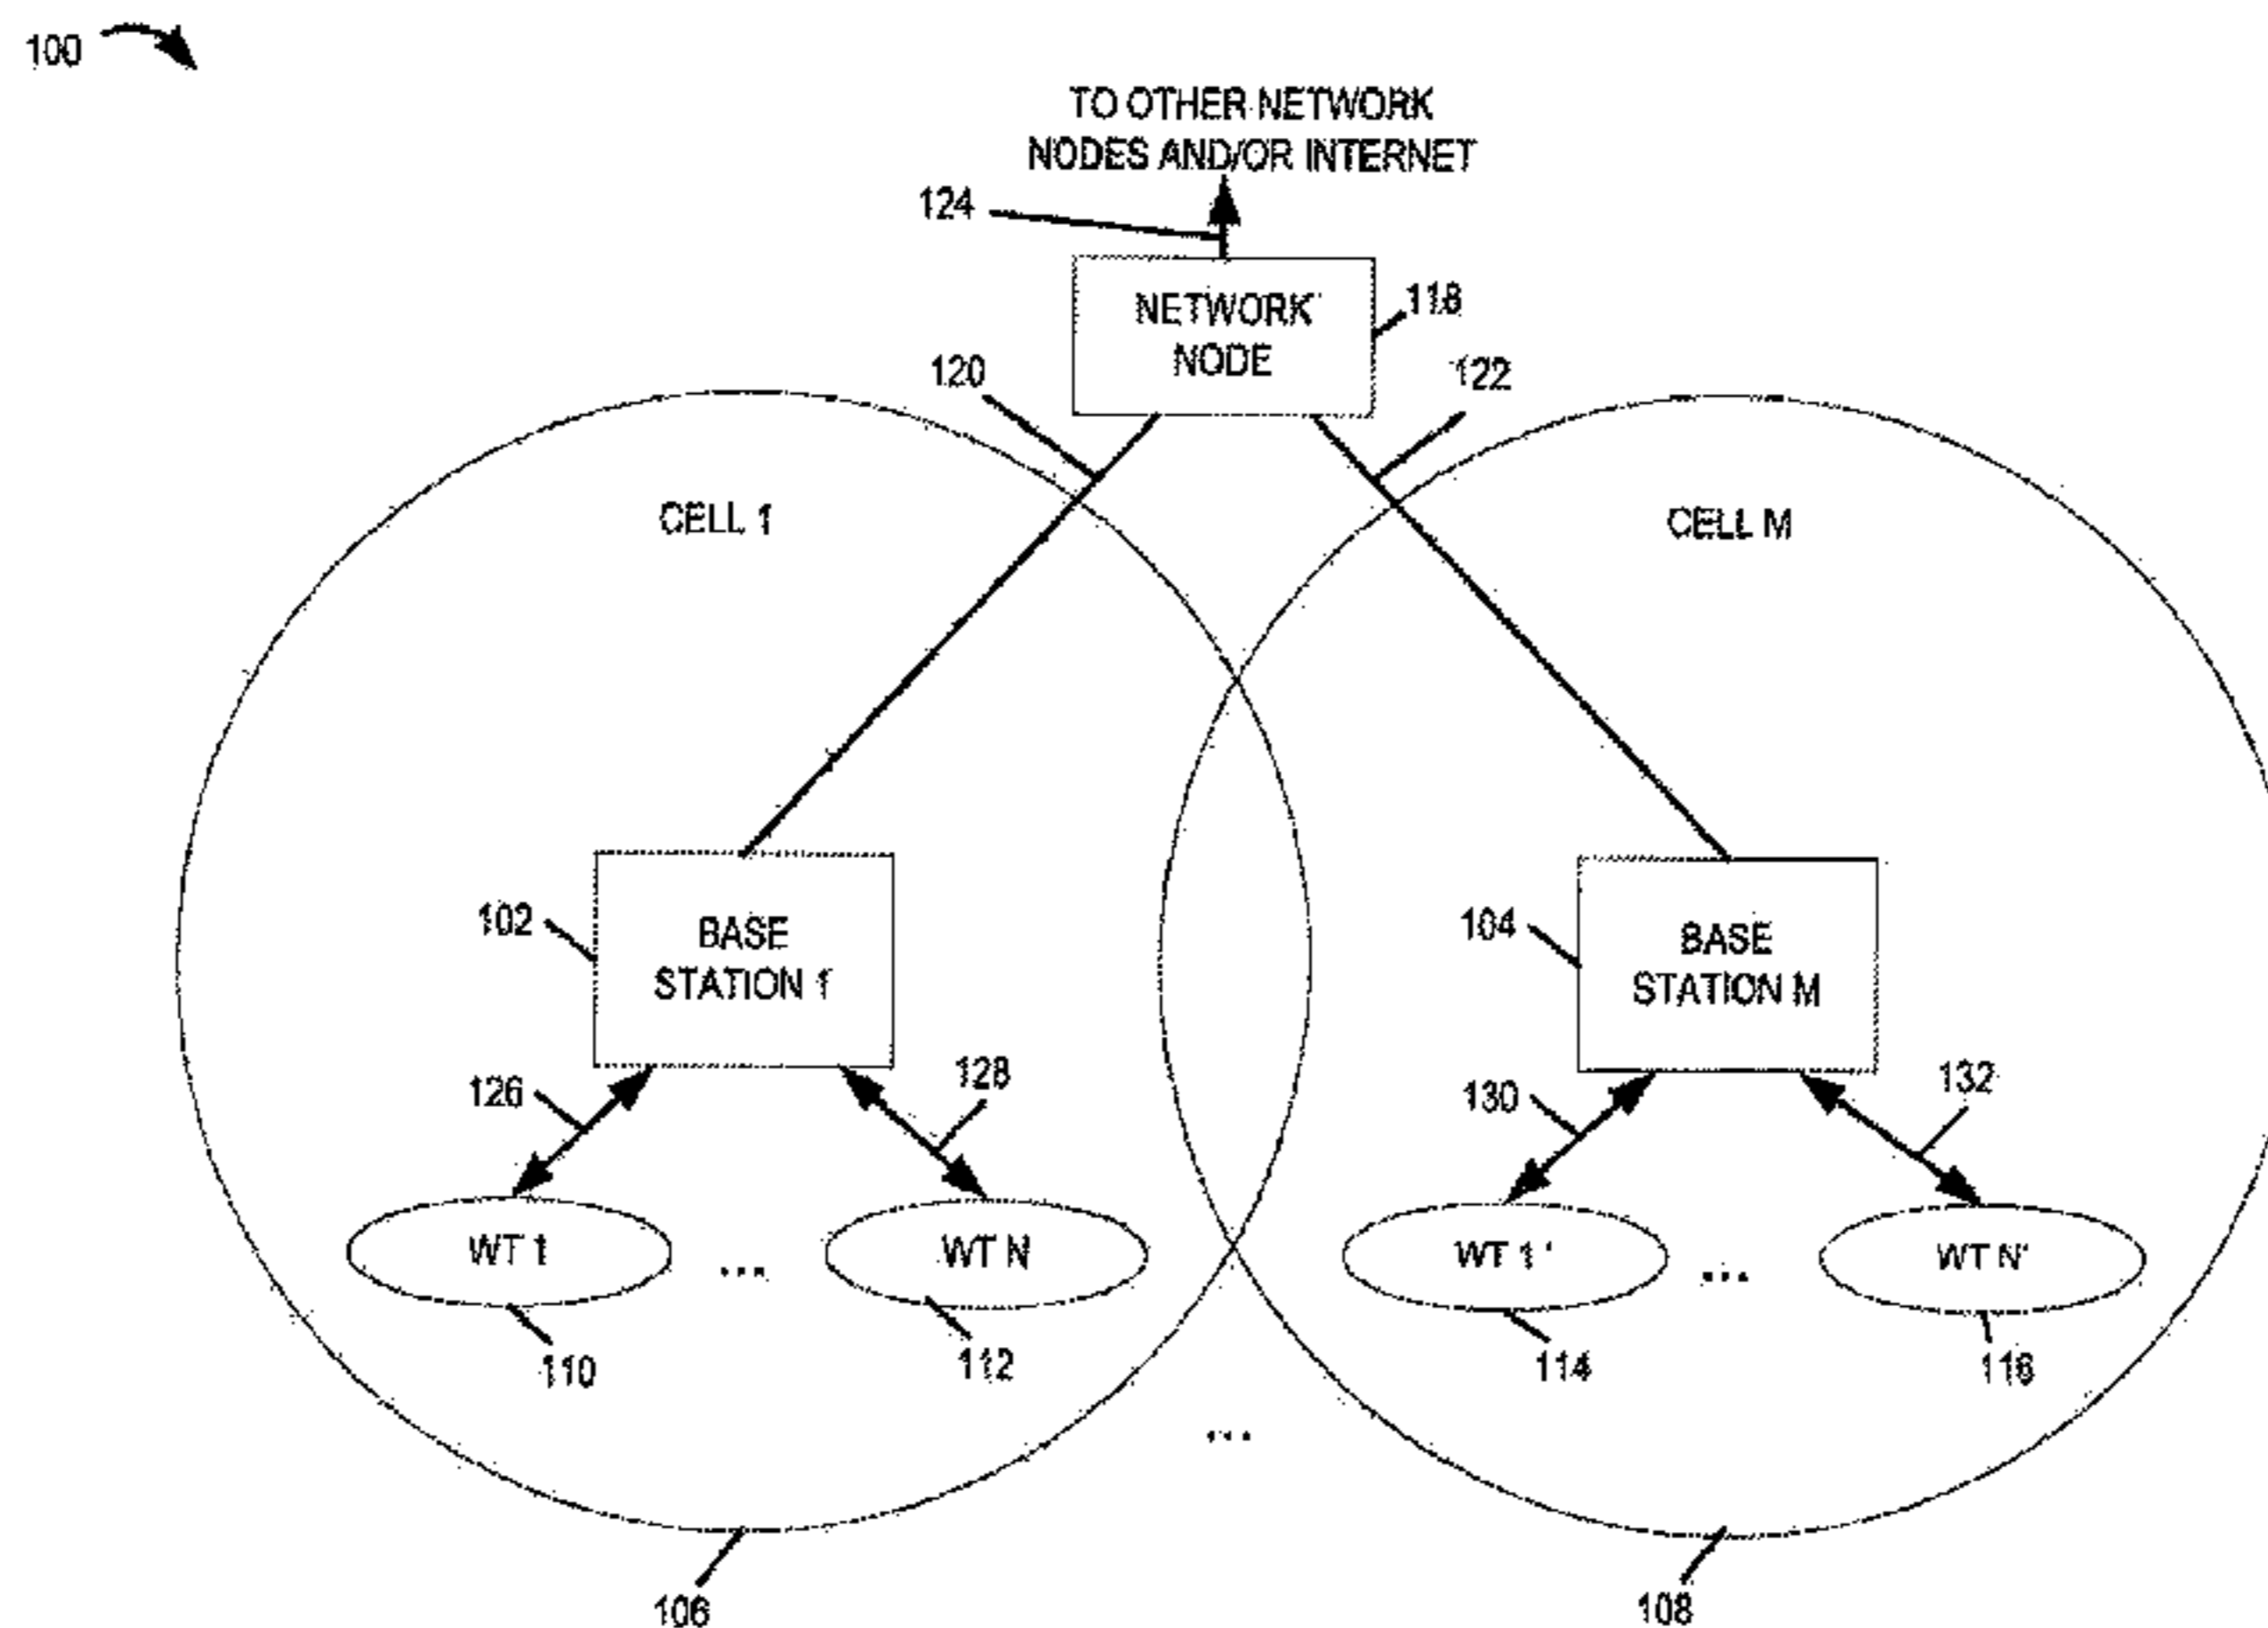 100
TO OTHER NETWORK
NODES AND/OR INTERNET
124
NETWORK
NODE
118
120
122
CELL 1
CELL M
102
BASE
STATION 1
104
BASE
STATION M
126
128
130
132
WT 1
...
WT N
WT 1'
...
WT N'
110
112
114
116
...
106
108